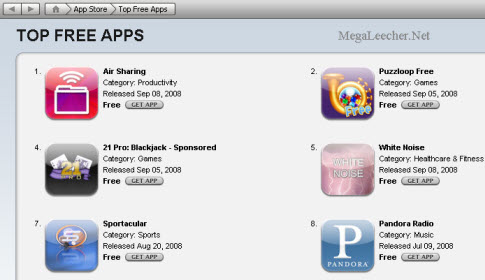 App Store
Top Free Apps
TOP FREE APPS
MegaLeecher.Net
1.
Air Sharing
Category: Productivity
Released Sep 08, 2008
Free GET APP
2.
Puzzloop Free
Category: Games
Released Sep 05, 2008
Free GET APP
Free
4.
21 Pro: Blackjack - Sponsored
Category: Games
Released Sep 05, 2008
Free GET APP
21
5.
White Noise
Category: Healthcare & Fitness
Released Sep 08, 2008
Free GET APP
WHITE
NOISE
7.
Sportacular
Category: Sports
Released Aug 20, 2008
Free GET APP
8.
Pandora Radio
Category: Music
Released Jul 09, 2008
Free GET APP
P
PANDORA